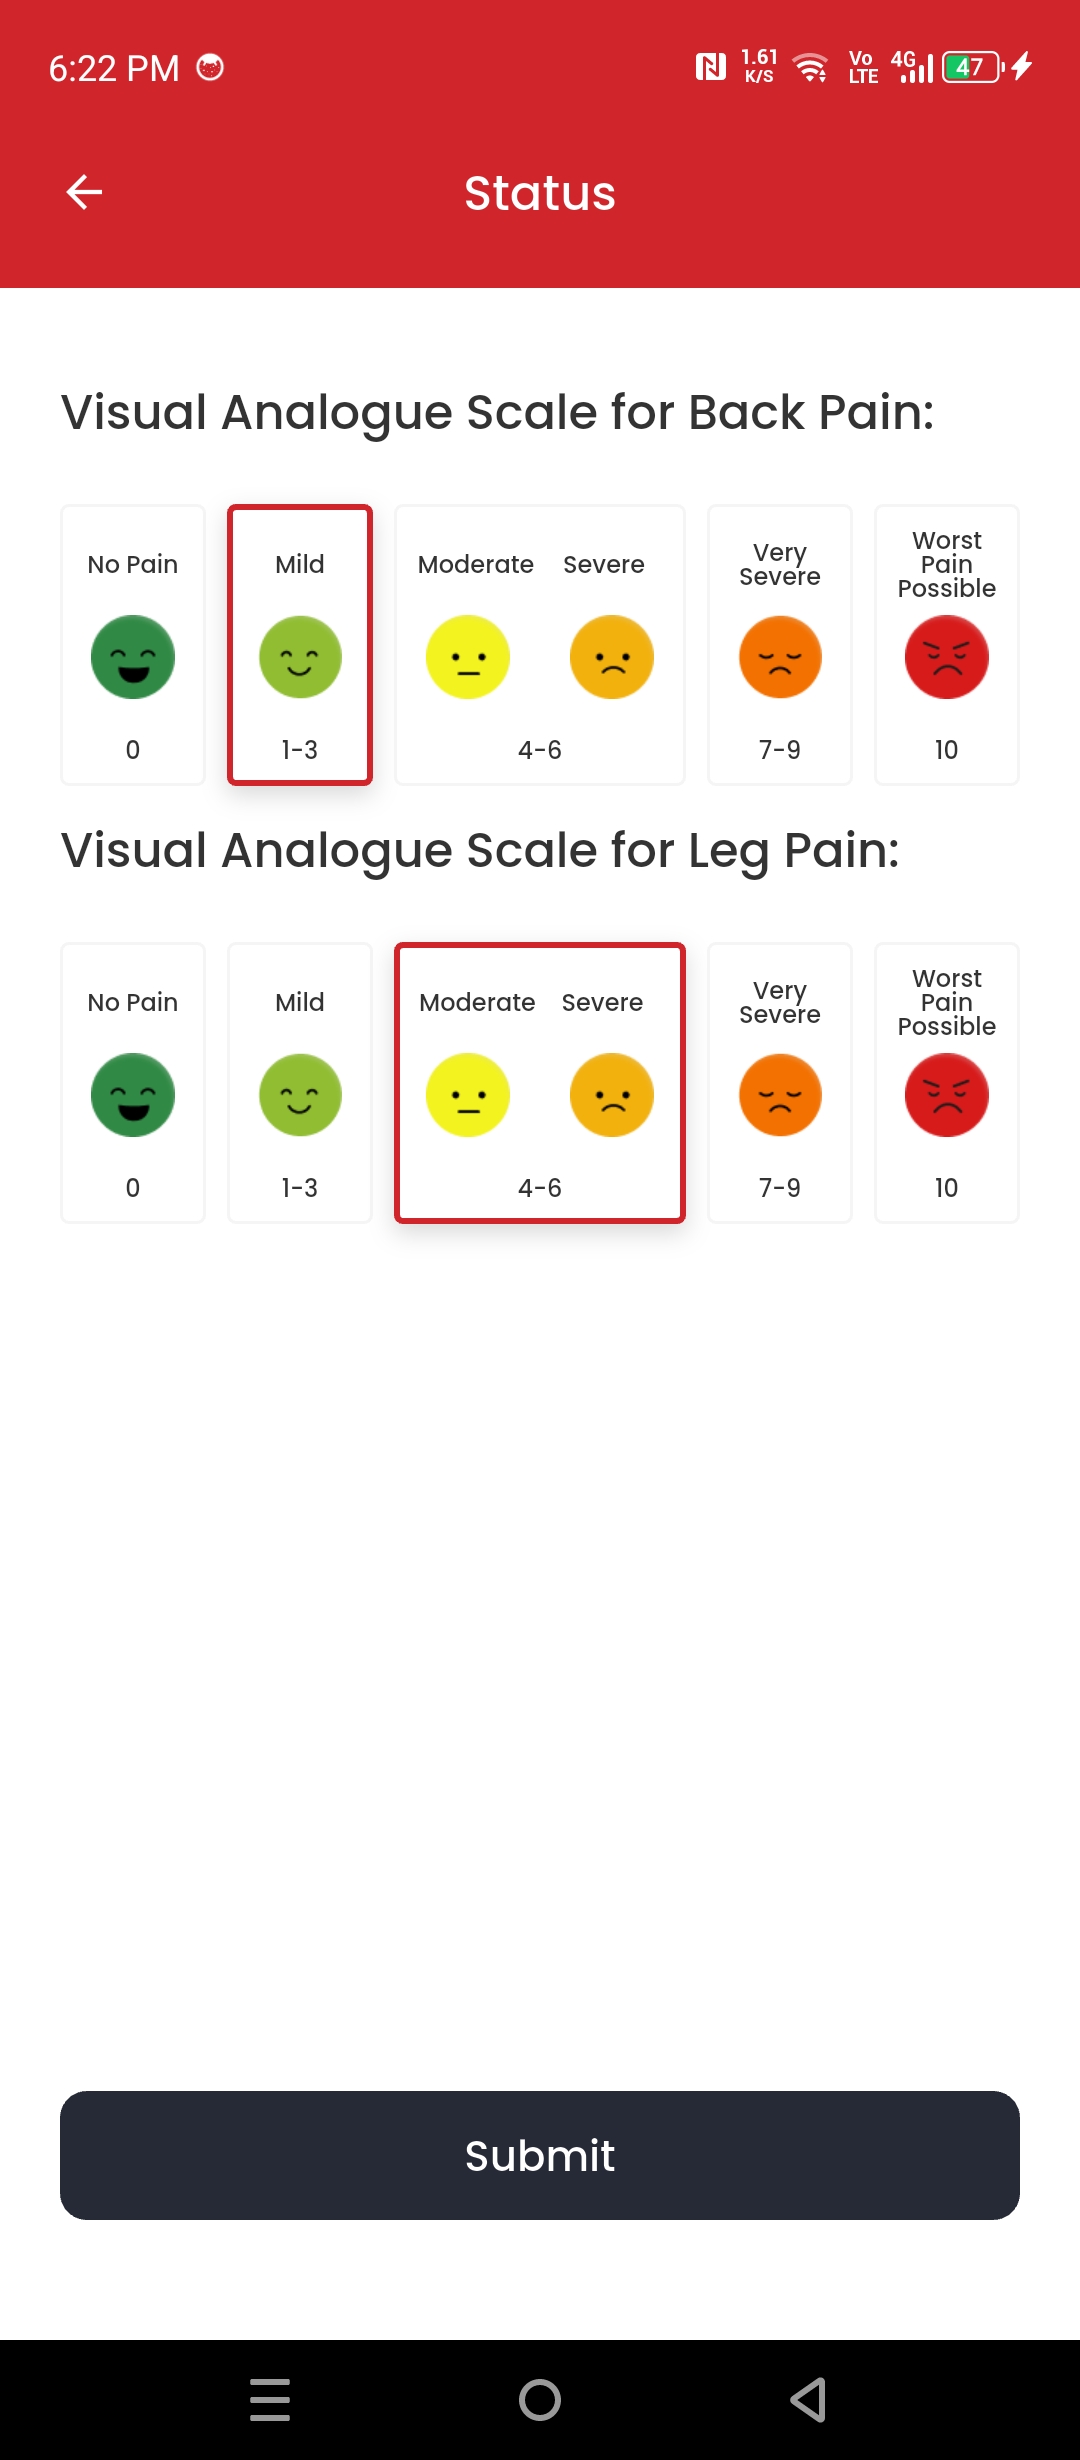 6:22 PM 1.61 K/S Vo LTE 4G 47
Status
Visual Analogue Scale for Back Pain:
No Pain Mild Moderate Severe Very Severe Worst Pain Possible
0 1-3 4-6 7-9 10
Visual Analogue Scale for Leg Pain:
No Pain Mild Moderate Severe Very Severe Worst Pain Possible
0 1-3 4-6 7-9 10
Submit